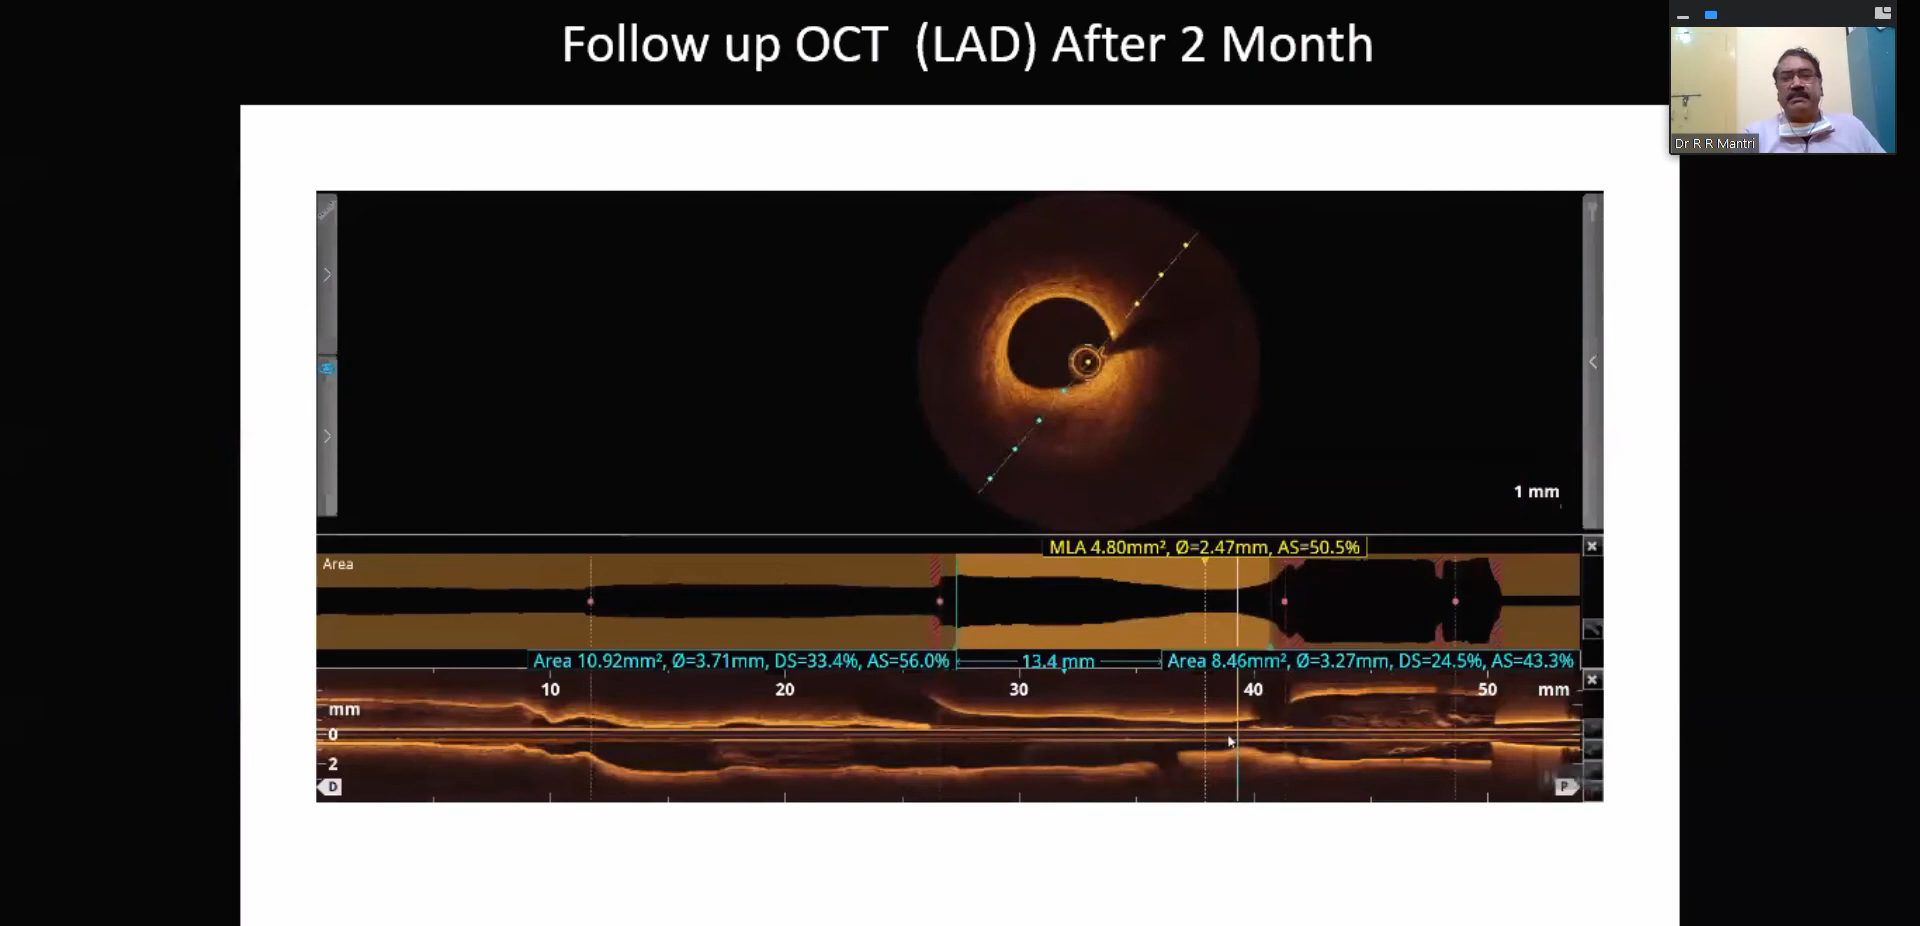 Follow up OCT (LAD) After 2 Month
Dr R R Mantri
1 mm
MLA 4.80mm², Ø=2.47mm, AS=50.5%
Area
Area 10.92mm², Ø=3.71mm, DS=33.4%, AS=56.0%
13.4 mm
Area 8.46mm², Ø=3.27mm, DS=24.5%, AS=43.3%
10 20 30 40 50 mm
mm
0
2
D P